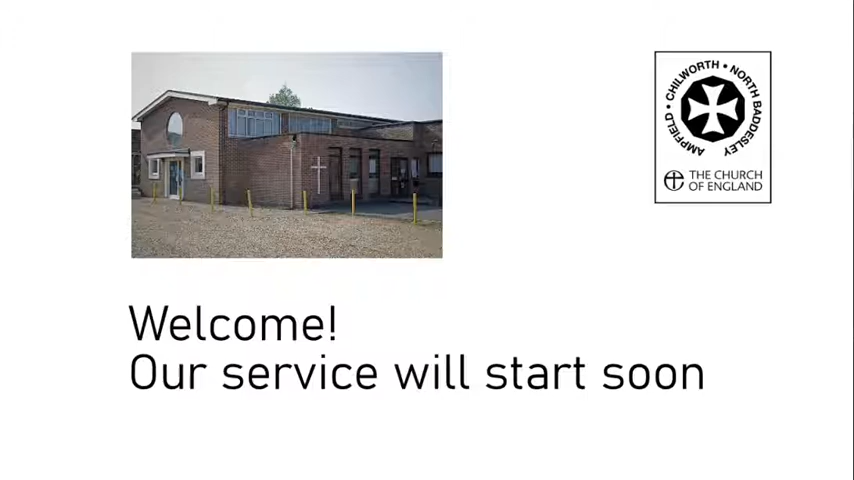 AMPFIELD • CHILWORTH • NORTH BADDESLEY
THE CHURCH
OF ENGLAND
Welcome!
Our service will start soon